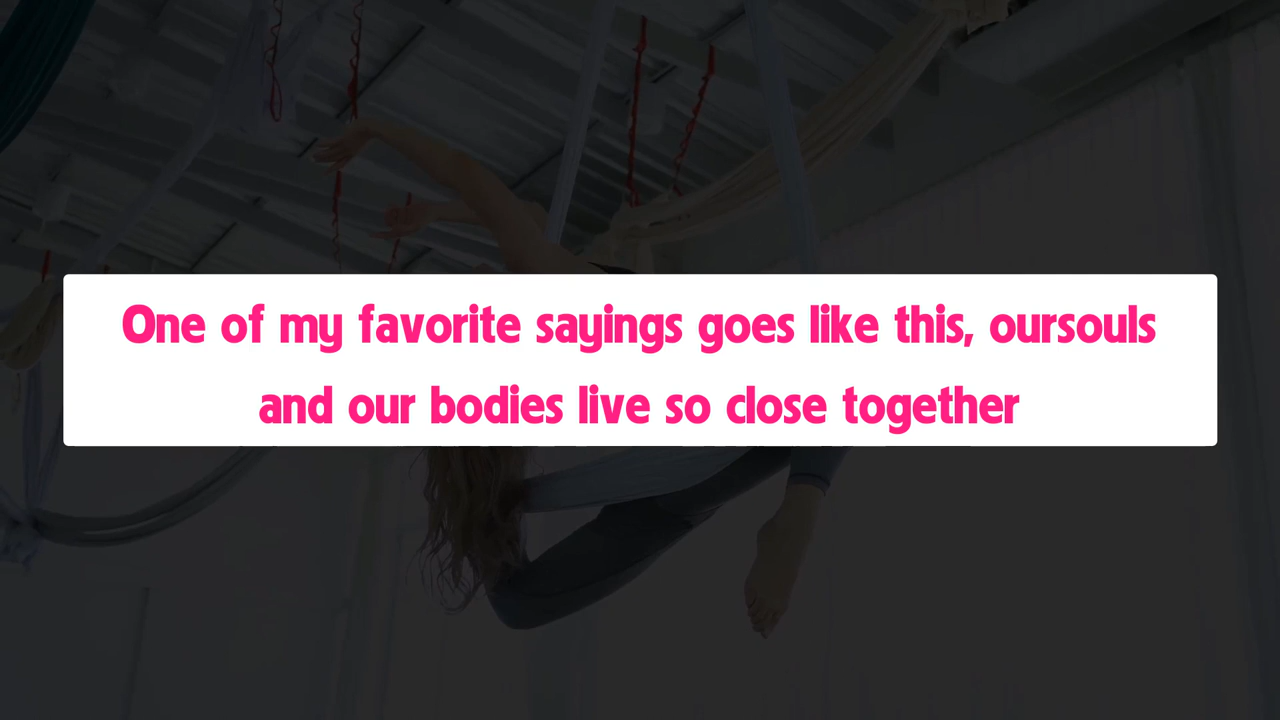 One of my favorite sayings goes like this, oursouls
and our bodies live so close together